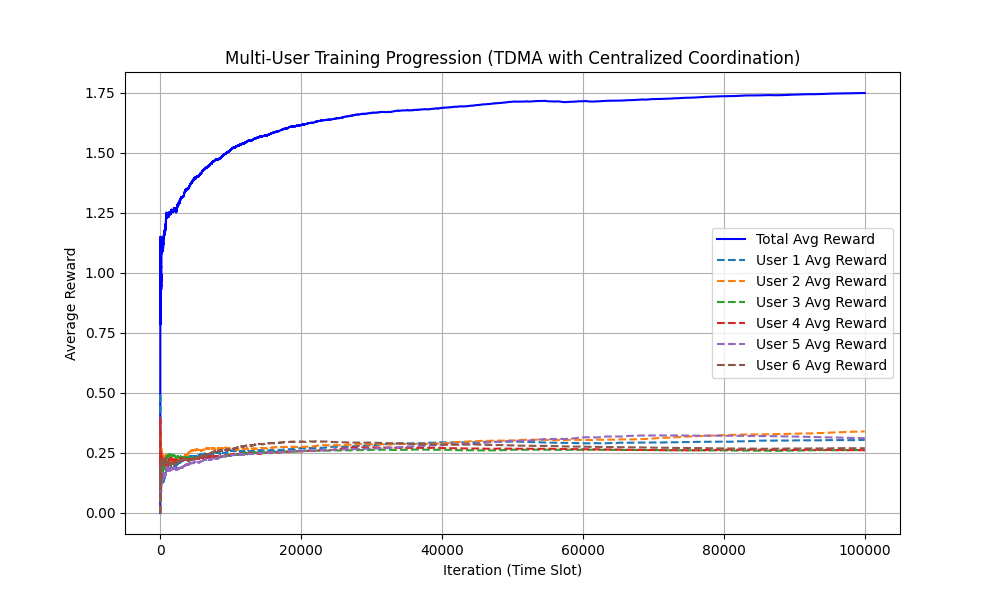 Multi-User Training Progression (TDMA with Centralized Coordination)
Average Reward
1.75
1.50
1.25
1.00
0.75
0.50
0.25
0.00
Total Avg Reward
User 1 Avg Reward
User 2 Avg Reward
User 3 Avg Reward
User 4 Avg Reward
User 5 Avg Reward
User 6 Avg Reward
0 20000 40000 60000 80000 100000
Iteration (Time Slot)